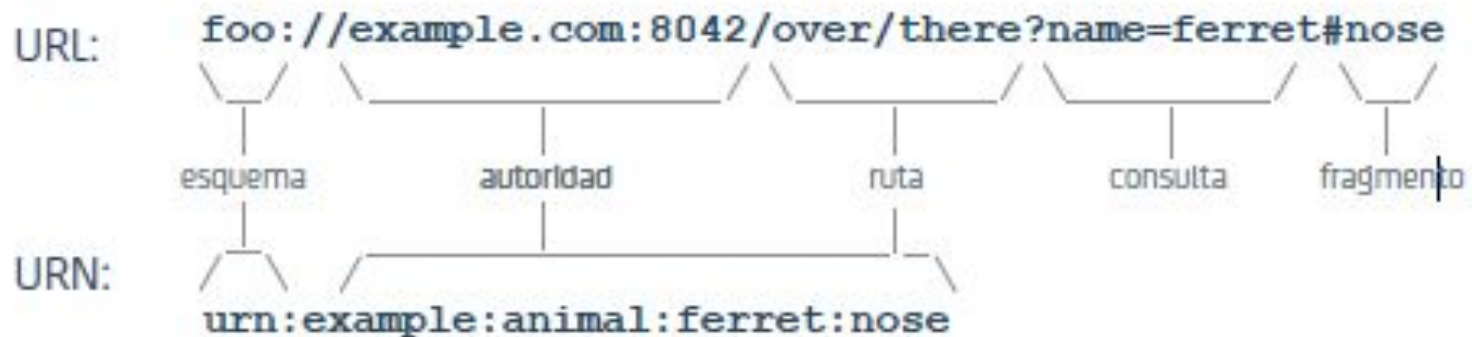 URL: foo://example.com:8042/over/there?name=ferret#nose
esquema autoridad ruta consulta fragmento
URN:
urn:example:animal:ferret:nose